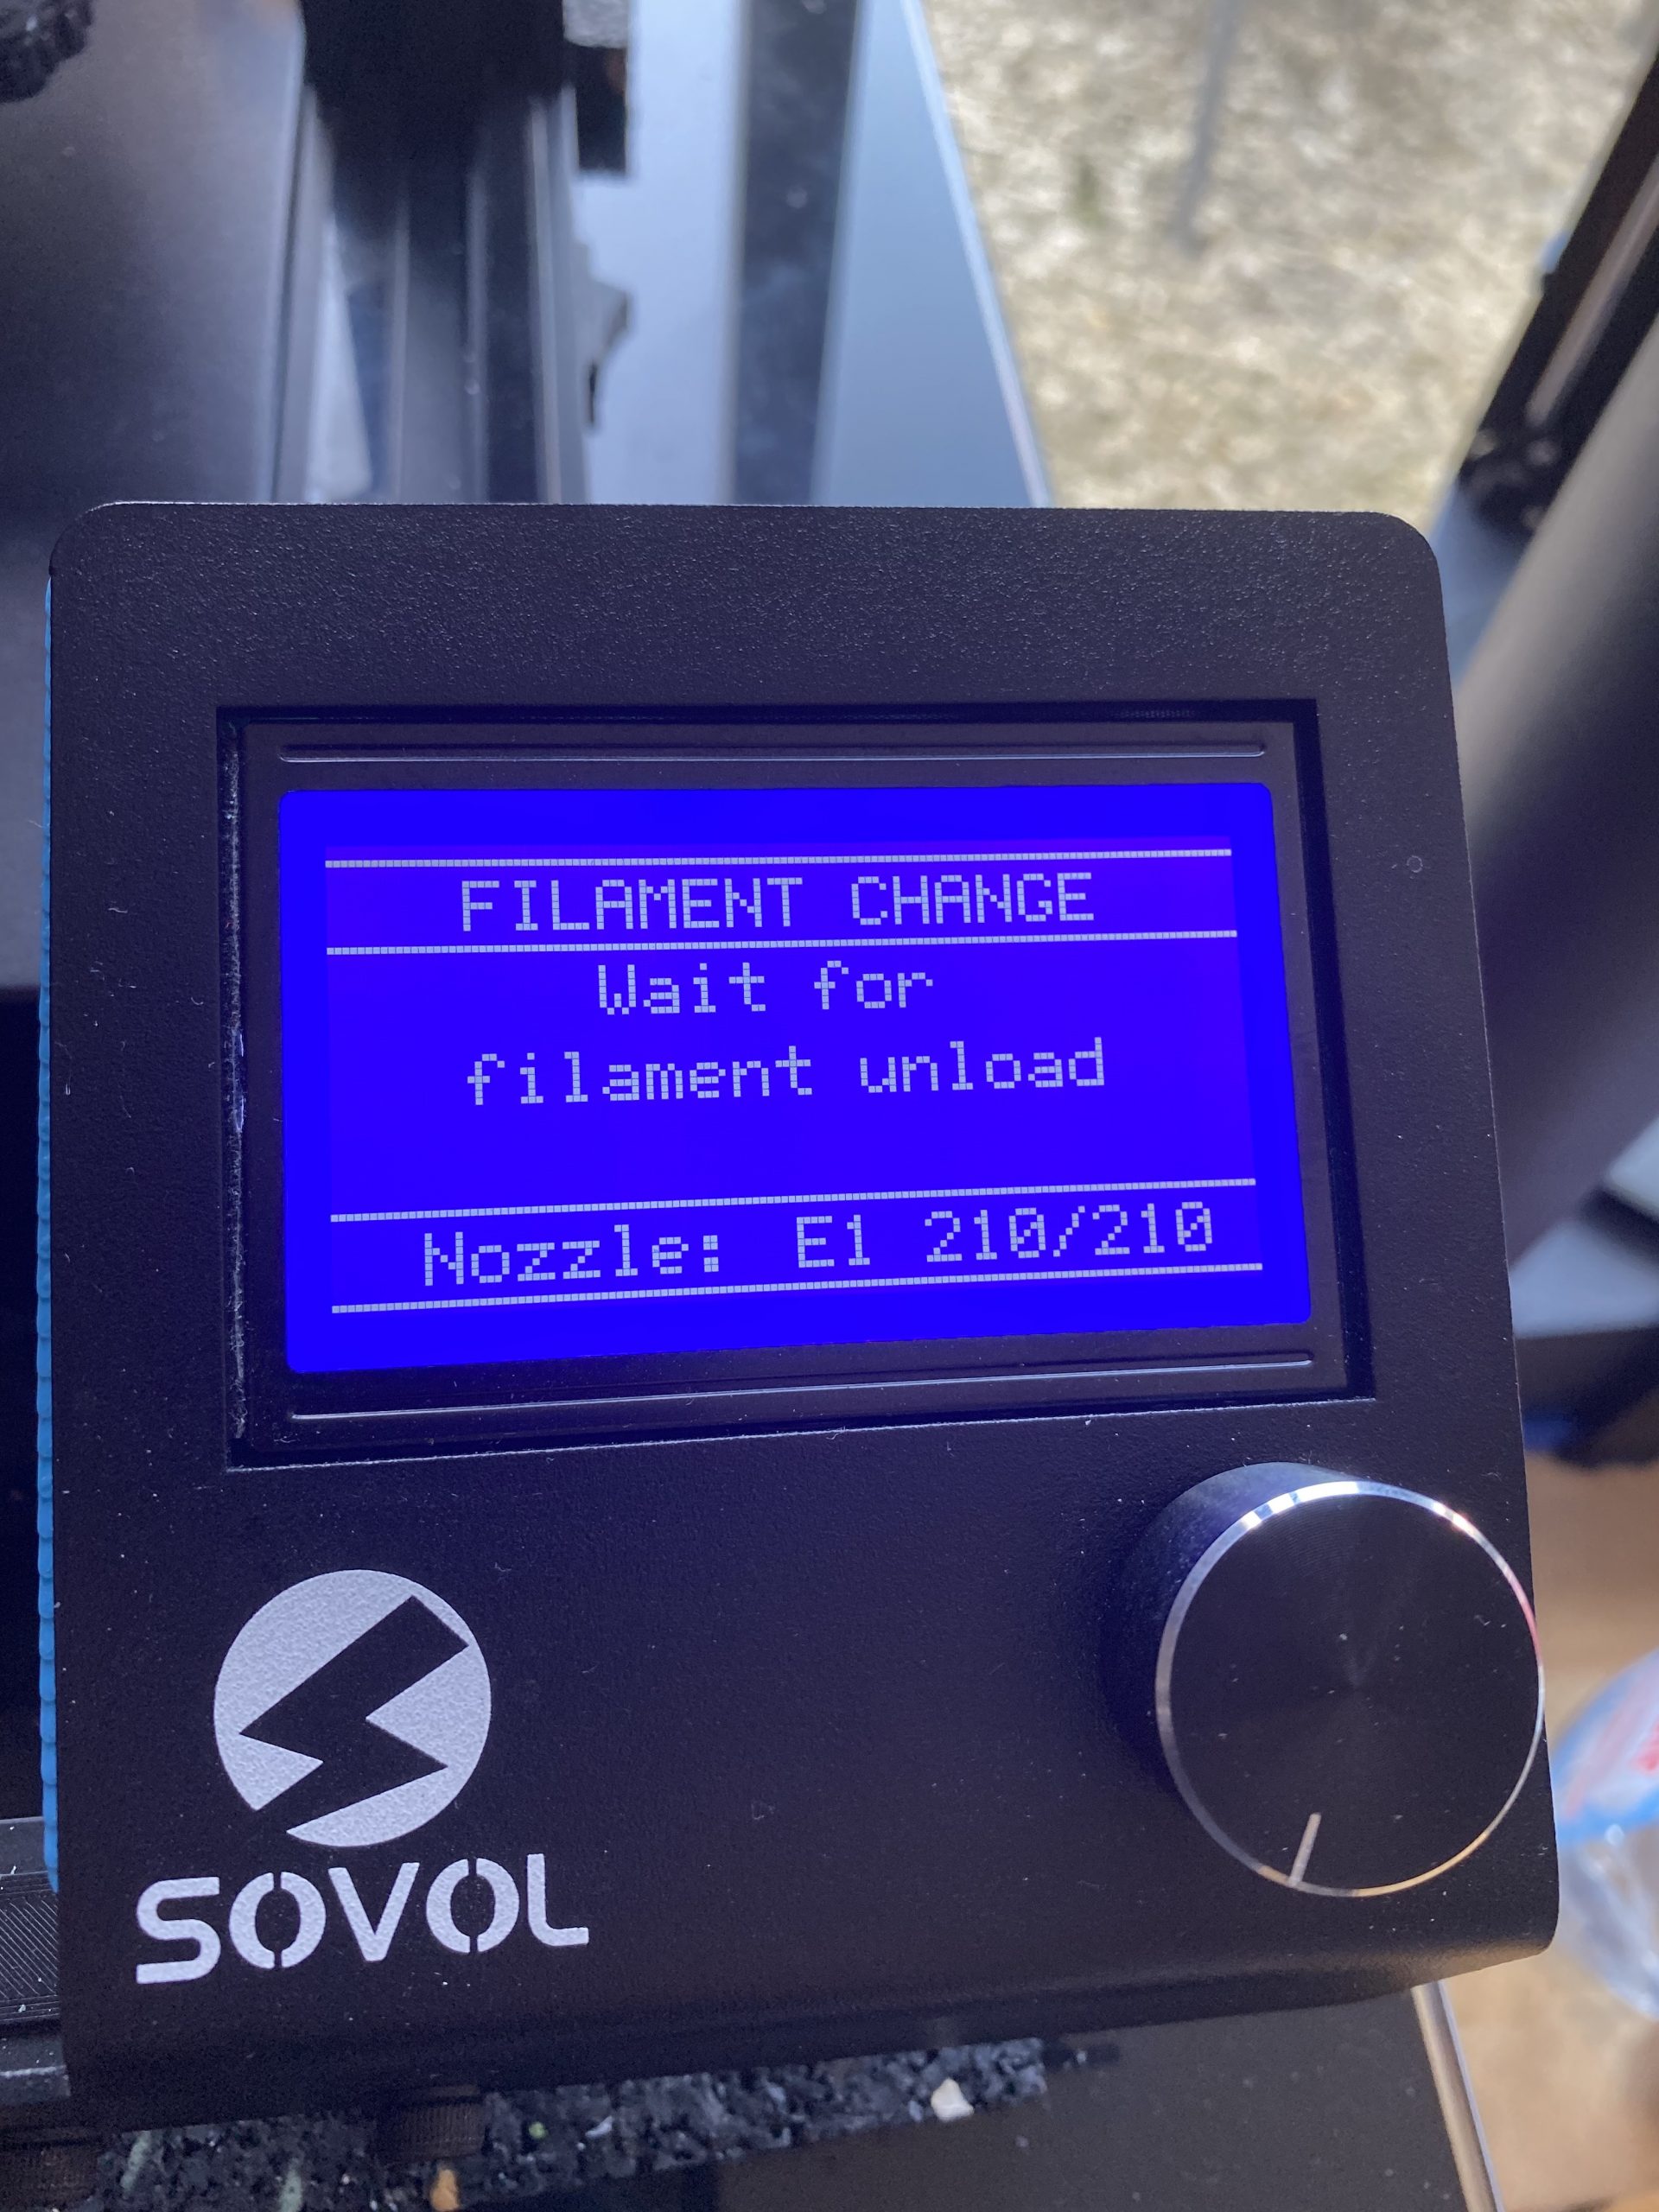 FILAMENT CHANGE
Wait for
filament unload
Nozzle: E1 210/210
SOVOL